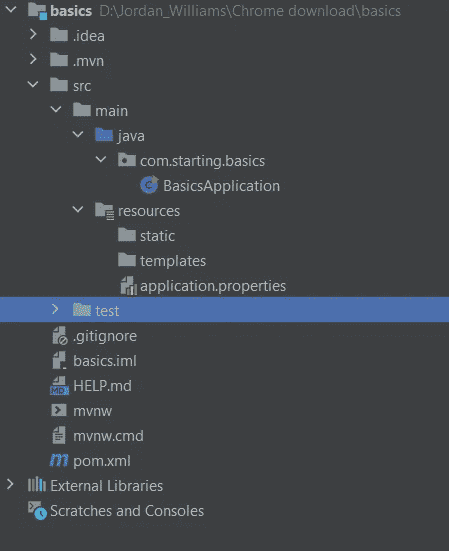 basics D:\Jordan_Williams\Chrome download\basics
.idea
.mvn
src
main
java
com.starting.basics
BasicsApplication
resources
static
templates
application.properties
test
.gitignore
basics.iml
HELP.md
mvnw
mvnw.cmd
pom.xml
External Libraries
Scratches and Consoles